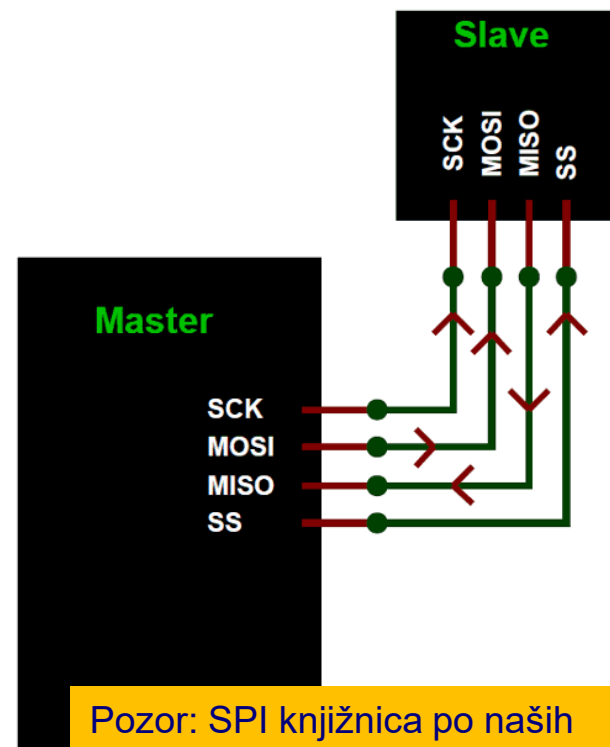 Slave
SCK
MOSI
MISO
SS
Master
SCK
MOSI
MISO
SS
Pozor: SPI knjižnica po naših